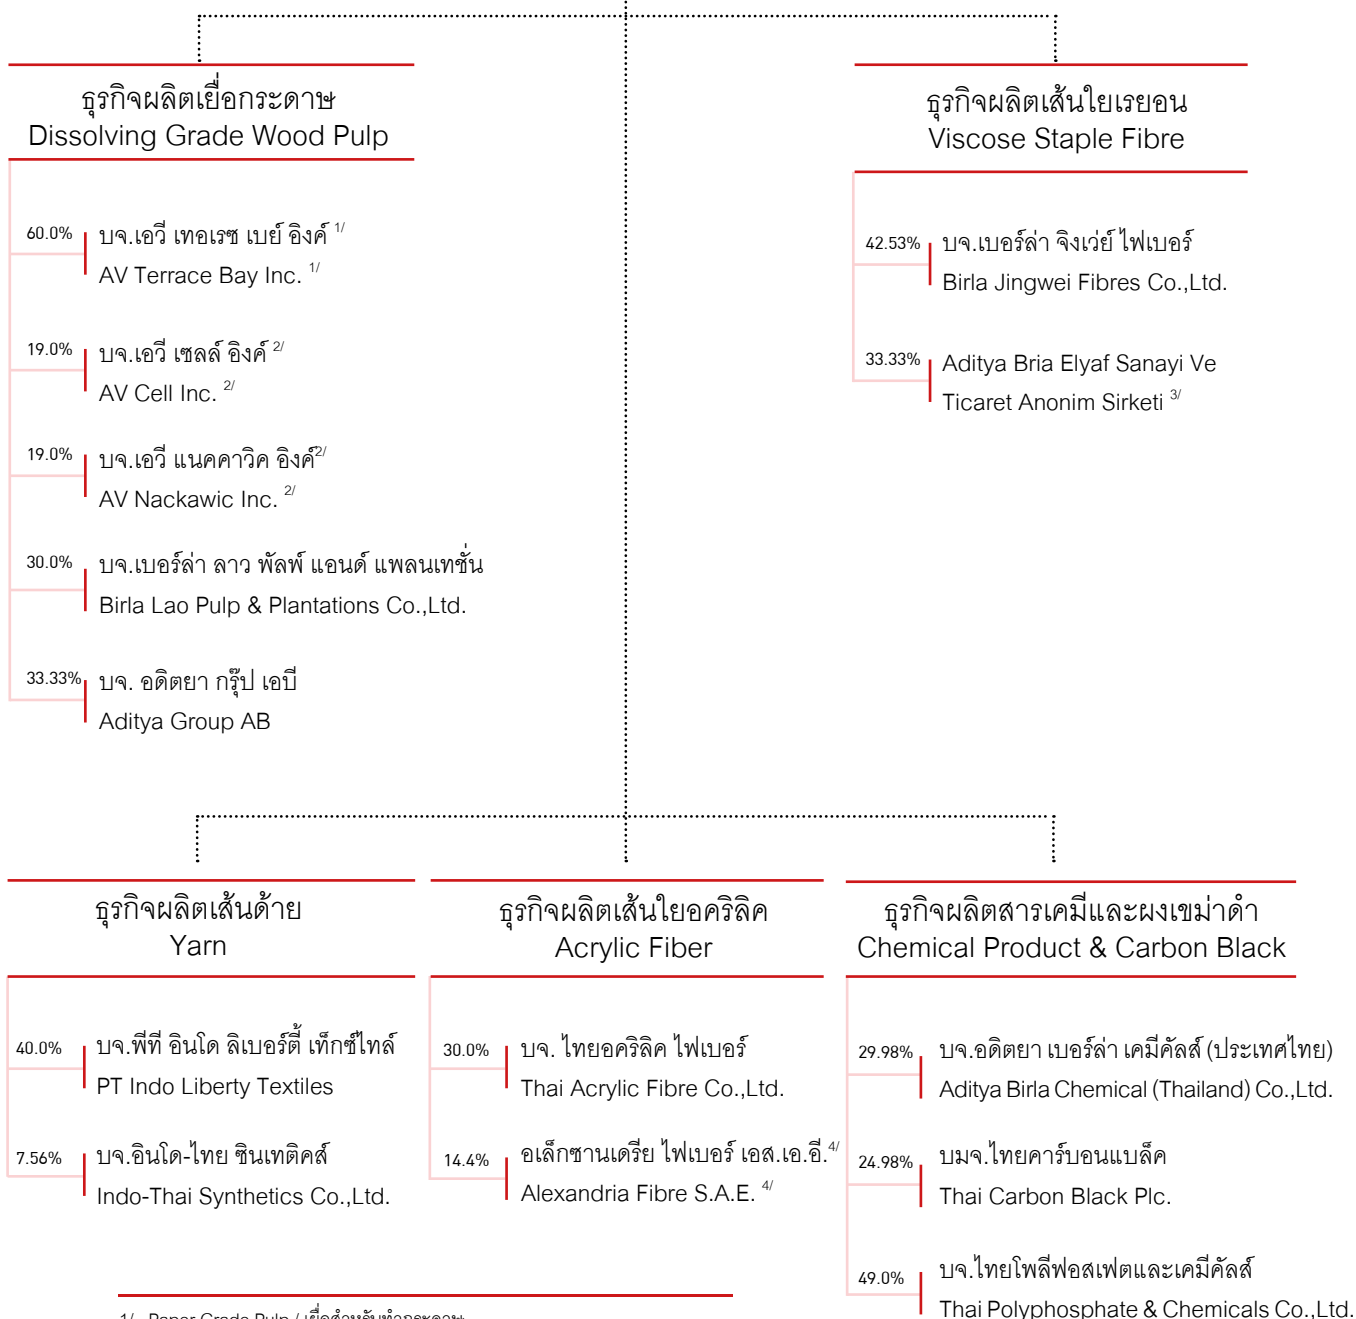 ธุรกิจผลิตเยื่อกระดาษ
Dissolving Grade Wood Pulp
60.0% บจ.เอวี เทอเรซ เบย์ อิงค์ 1/
AV Terrace Bay Inc. 1/
19.0% บจ.เอวี เซลล์ อิงค์ 2/
AV Cell Inc. 2/
19.0% บจ.เอวี แนคคาวิค อิงค์2/
AV Nackawic Inc. 2/
30.0% บจ.เบอร์ล่า ลาว พัลพ์ แอนด์ แพลนเทชั่น
Birla Lao Pulp & Plantations Co.,Ltd.
33.33% บจ. อดิตยา กรุ๊ป เอบี
Aditya Group AB
ธุรกิจผลิตเส้นใยเรยอน
Viscose Staple Fibre
42.53% บจ.เบอร์ล่า จิงเว่ย์ ไฟเบอร์
Birla Jingwei Fibres Co.,Ltd.
33.33% Aditya Bria Elyaf Sanayi Ve
Ticaret Anonim Sirketi 3/
ธุรกิจผลิตเส้นด้าย
Yarn
40.0% บจ.พีที อินโด ลิเบอร์ตี้ เท็กซ์ไทล์
PT Indo Liberty Textiles
7.56% บจ.อินโด-ไทย ซินเทติคส์
Indo-Thai Synthetics Co.,Ltd.
ธุรกิจผลิตเส้นใยอคริลิค
Acrylic Fiber
30.0% บจ. ไทยอคริลิค ไฟเบอร์
Thai Acrylic Fibre Co.,Ltd.
14.4% อเล็กซานเดรีย ไฟเบอร์ เอส.เอ.อี.4/
Alexandria Fibre S.A.E. 4/
ธุรกิจผลิตสารเคมีและผงเขม่าดำ
Chemical Product & Carbon Black
29.98% บจ.อดิตยา เบอร์ล่า เคมีคัลส์ (ประเทศไทย)
Aditya Birla Chemical (Thailand) Co.,Ltd.
24.98% บมจ.ไทยคาร์บอนแบล็ค
Thai Carbon Black Plc.
49.0% บจ.ไทยโพลีฟอสเฟตและเคมีคัลส์
Thai Polyphosphate & Chemicals Co.,Ltd.
1/ Paper Grade Pulp / เยื่อสำหรับทำกระดาษ